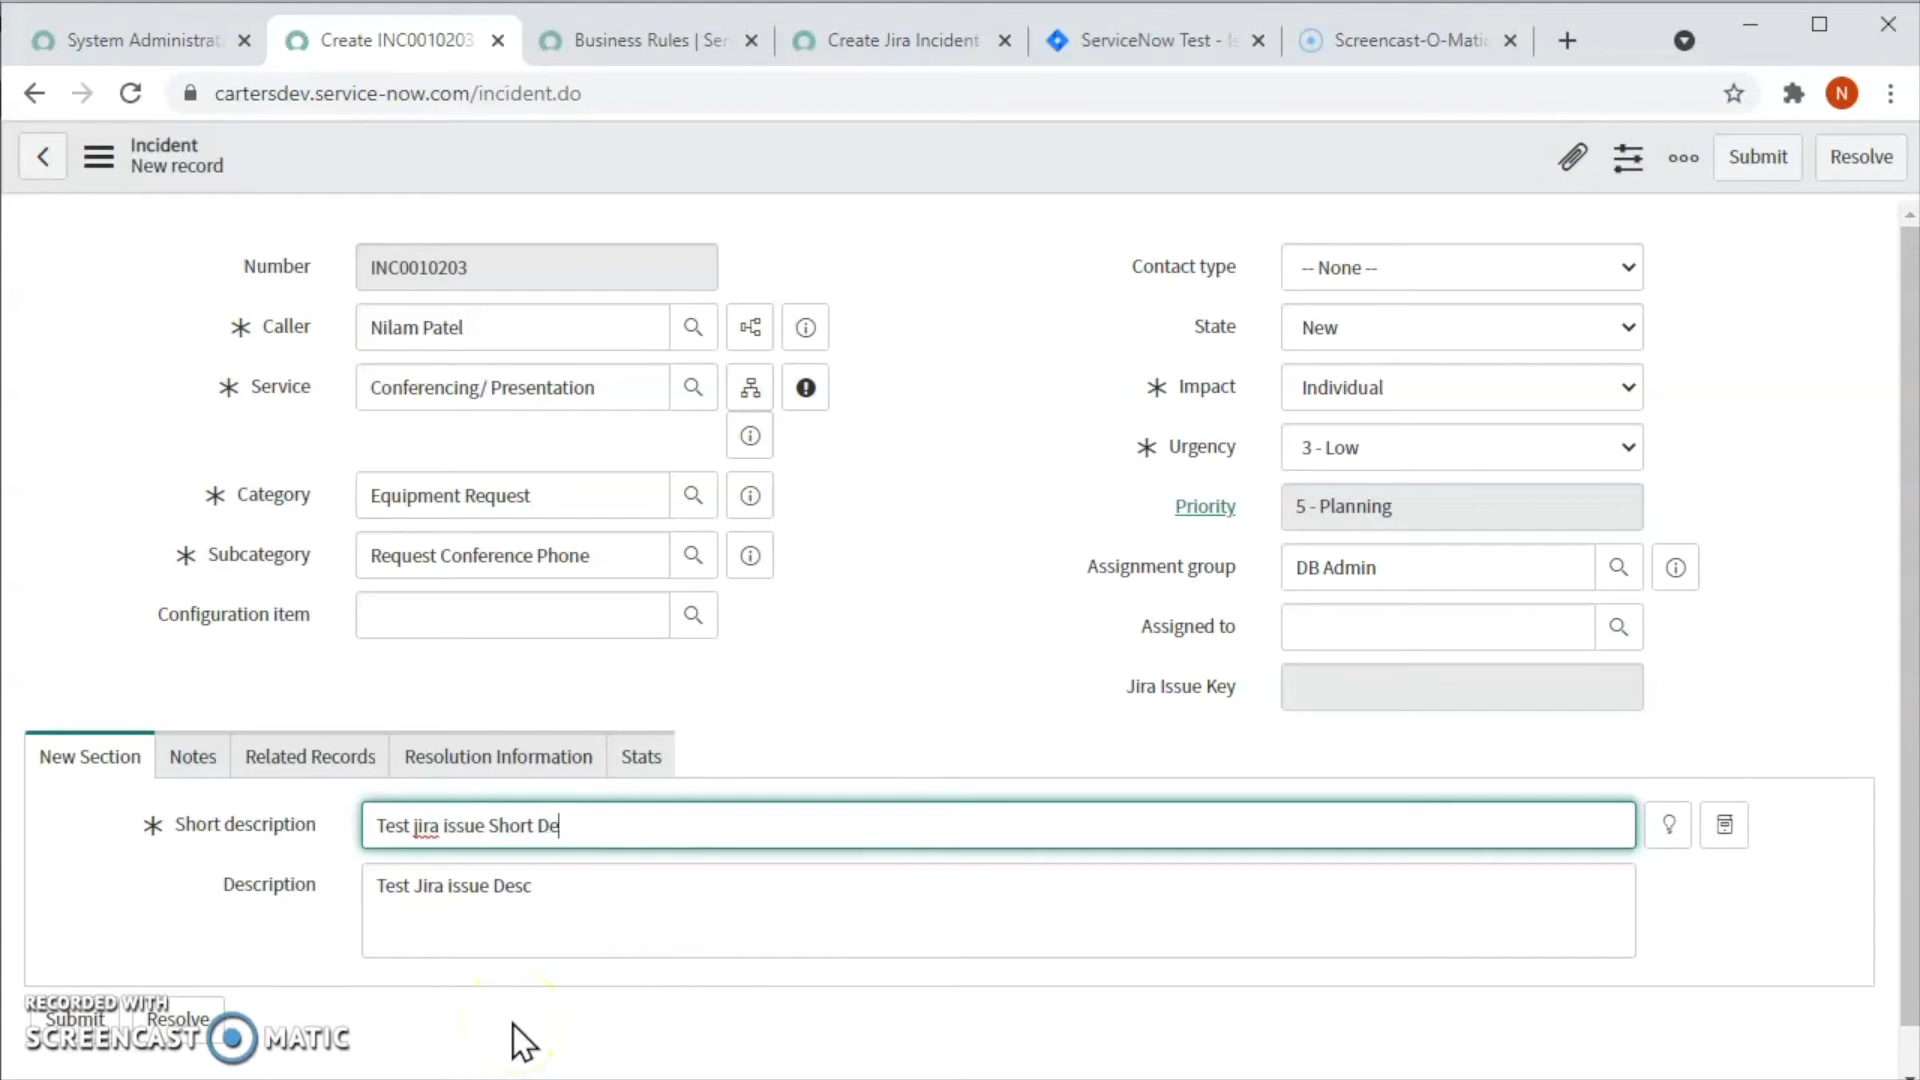 System Administrat
Create INC0010203
Business Rules | Ser
Create Jira Incident
ServiceNow Test - Is
Screencast-O-Matic
N
cartersdev.service-now.com/incident.do
Incident
New record
Submit
Resolve
Number
INC0010203
Contact type
-- None --
Caller
Nilam Patel
State
New
Service
Conferencing/ Presentation
Impact
Individual
Urgency
3 - Low
Category
Equipment Request
Priority
5 - Planning
Subcategory
Request Conference Phone
Assignment group
DB Admin
Configuration item
Assigned to
Jira Issue Key
New Section
Notes
Related Records
Resolution Information
Stats
Short description
Test jira issue Short De
Description
Test Jira issue Desc
RECORDED WITH
Submit
Resolve
SCREENCAST MATIC